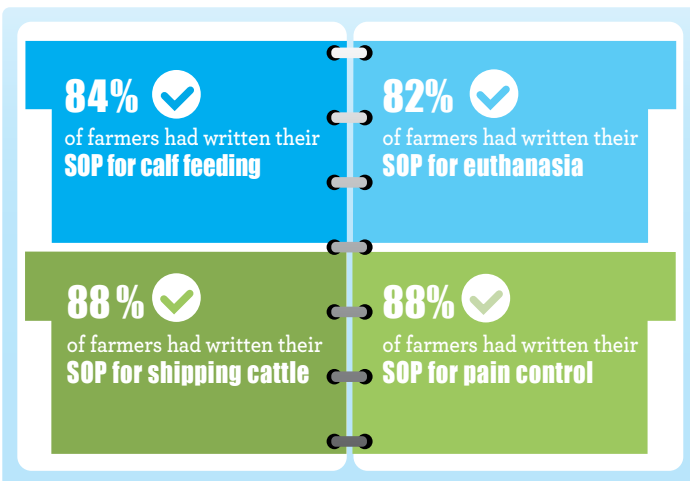 84%
of farmers had written their
SOP for calf feeding
82%
of farmers had written their
SOP for euthanasia
88 %
of farmers had written their
SOP for shipping cattle
88%
of farmers had written their
SOP for pain control